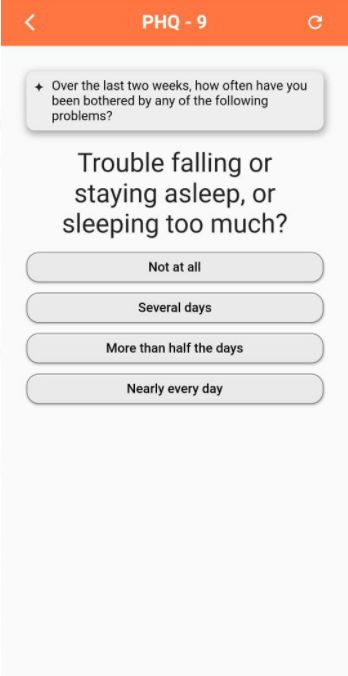 PHQ - 9
Over the last two weeks, how often have you
been bothered by any of the following
problems?
Trouble falling or
staying asleep, or
sleeping too much?
Not at all
Several days
More than half the days
Nearly every day